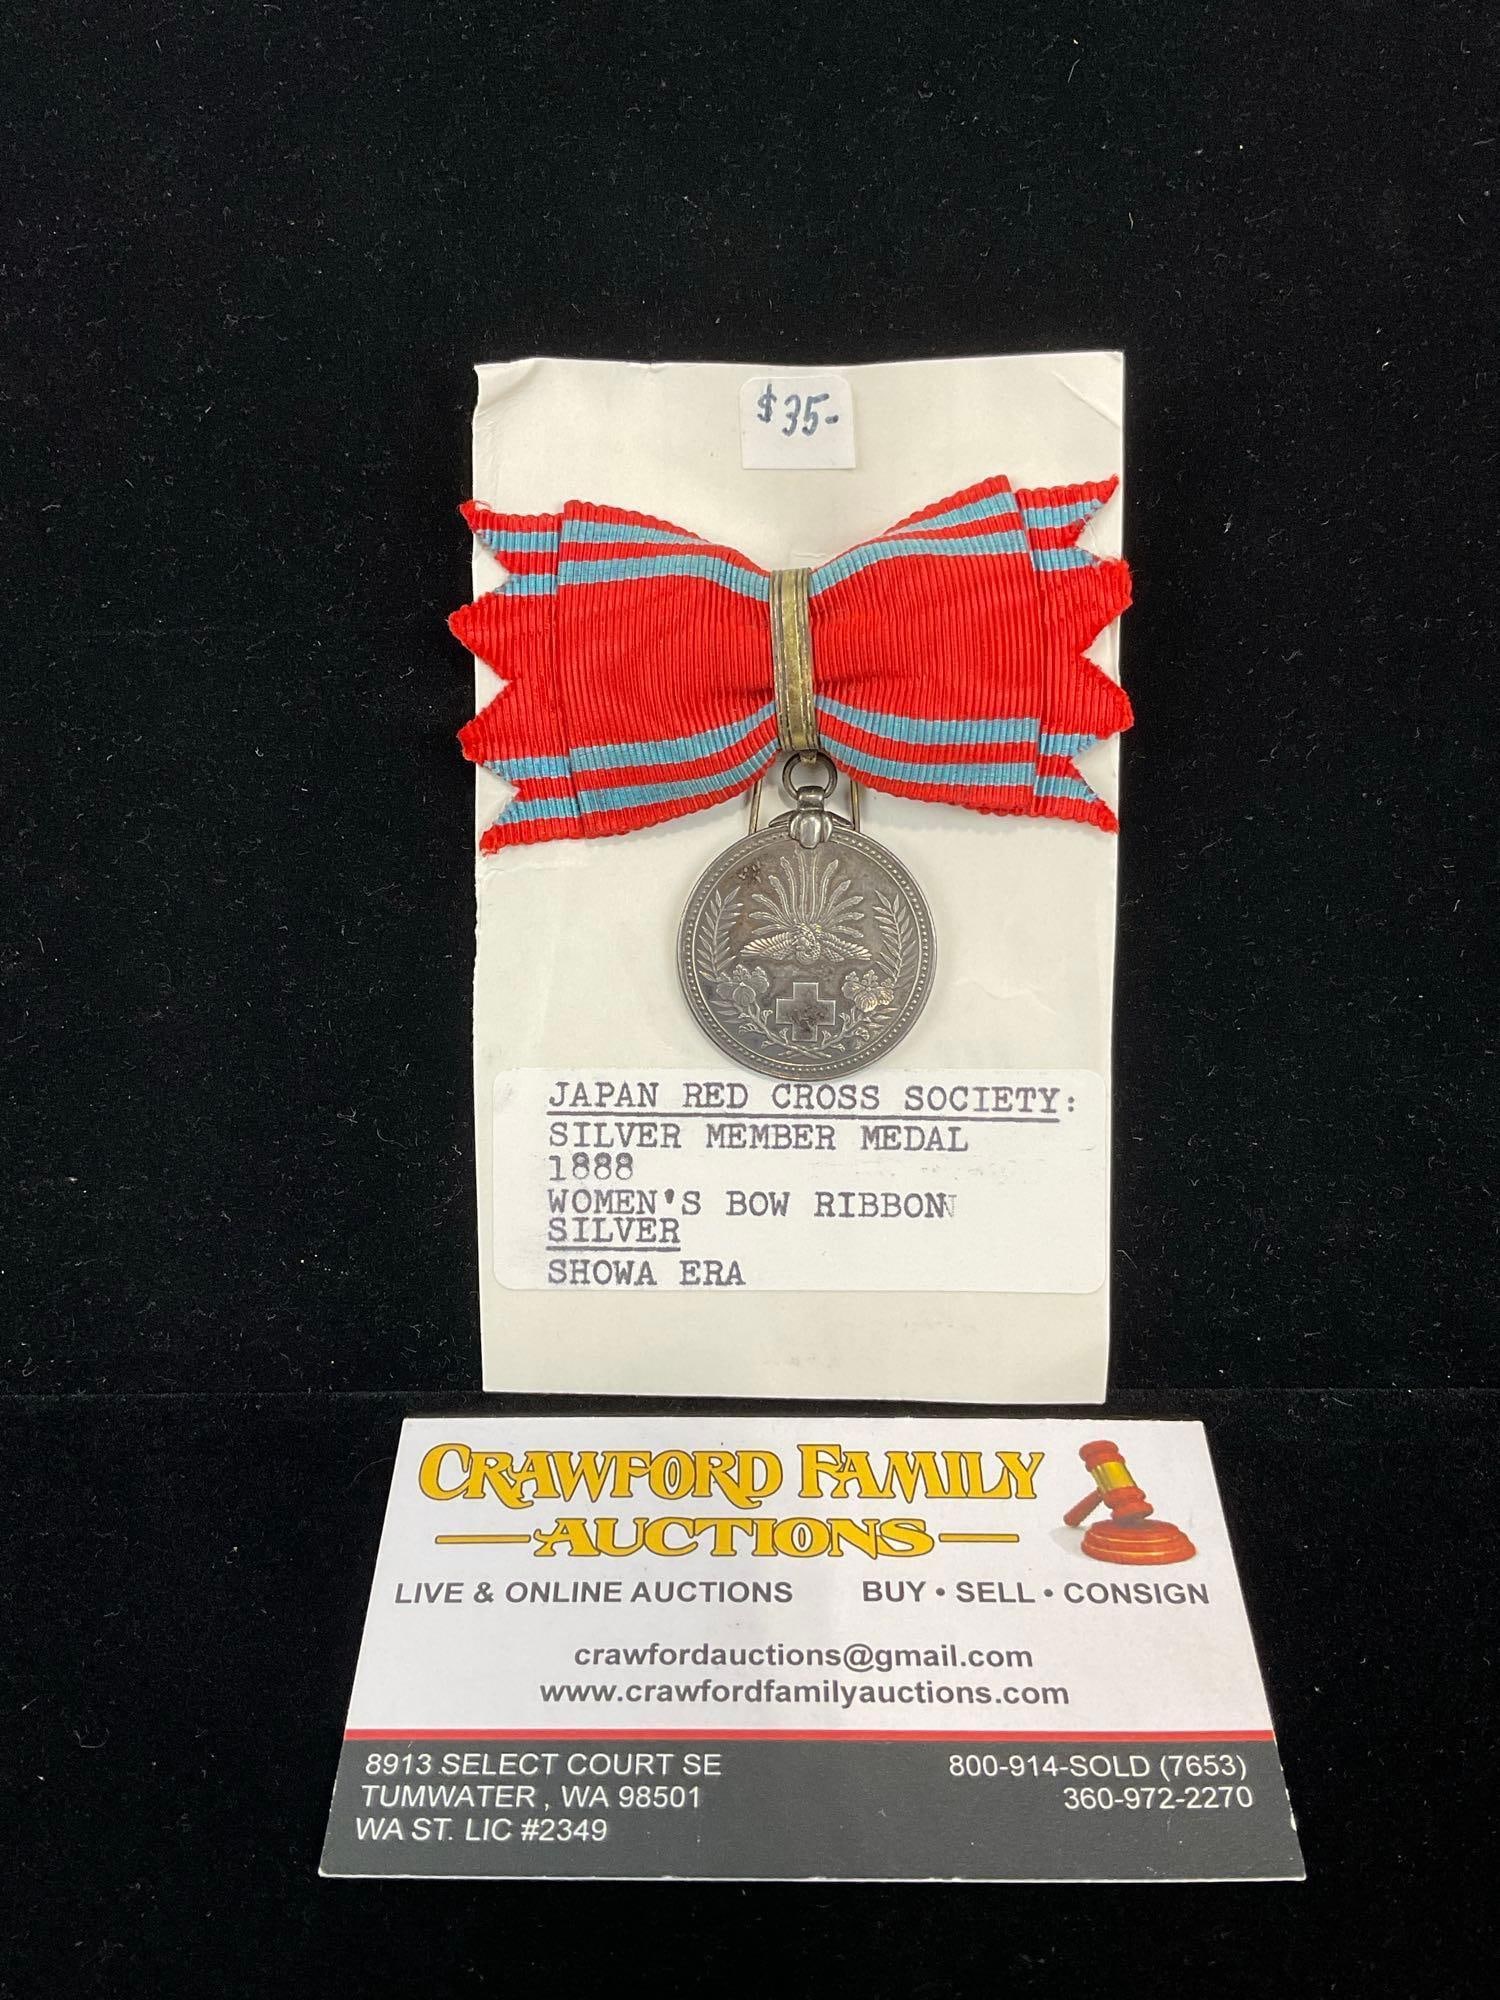 $35-
JAPAN RED CROSS SOCIETY:
SILVER MEMBER MEDAL
1888
WOMEN'S BOW RIBBON
SILVER
SHOWA ERA
CRAWFORD FAMILY
AUCTIONS
LIVE & ONLINE AUCTIONS BUY • SELL • CONSIGN
crawfordauctions@gmail.com
www.crawfordfamilyauctions.com
8913 SELECT COURT SE 800-914-SOLD (7653)
TUMWATER , WA 98501 360-972-2270
WA ST. LIC #2349